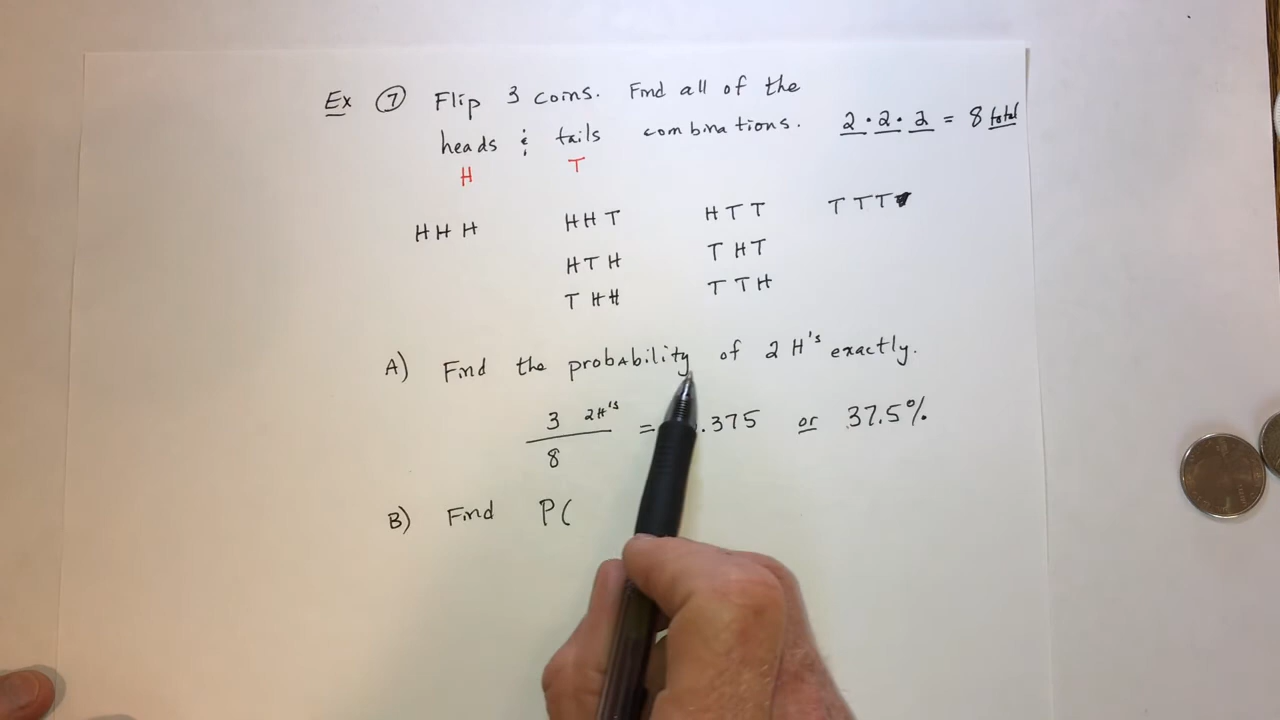 Ex 7 Flip 3 coins. Find all of the
heads & tails combinations. 2 · 2 · 2 = 8 total
H T
HHH HHT HTT TTT
HTH THT
THH TTH
A) Find the probability of 2 H's exactly.
3 2H's
8
= .375 or 37.5%
B) Find P(